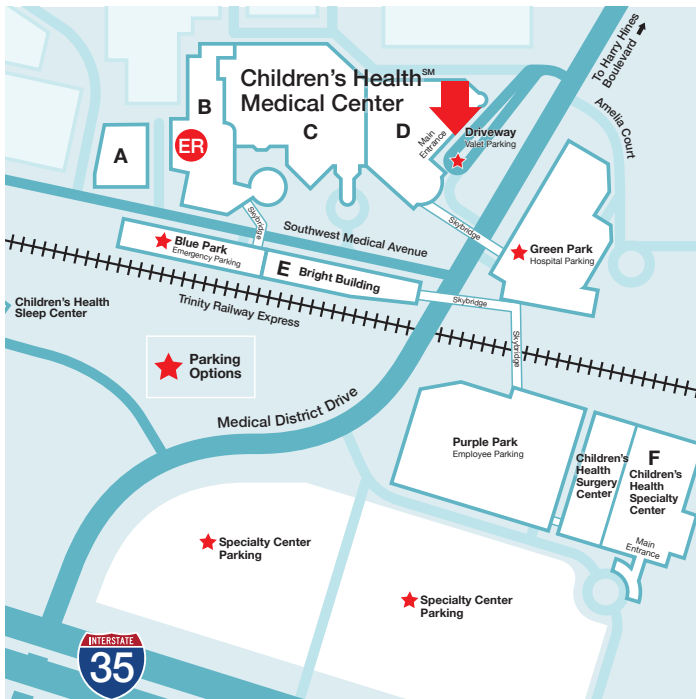 To Harry Hines
Boulevard
Children's Health℠
Medical Center
B
Amelia Court
D
Main
Entrance
Driveway
Valet Parking
C
ER
A
Skybridge
Southwest Medical Avenue
Skybridge
Blue Park
Emergency Parking
Green Park
Hospital Parking
E Bright Building
Skybridge
Children's Health
Sleep Center
Trinity Railway Express
Skybridge
Parking
Options
Medical District Drive
Purple Park
Employee Parking
Children's
Health
Surgery
Center
F
Children's
Health
Specialty
Center
Main
Entrance
Specialty Center
Parking
Specialty Center
Parking
INTERSTATE
35